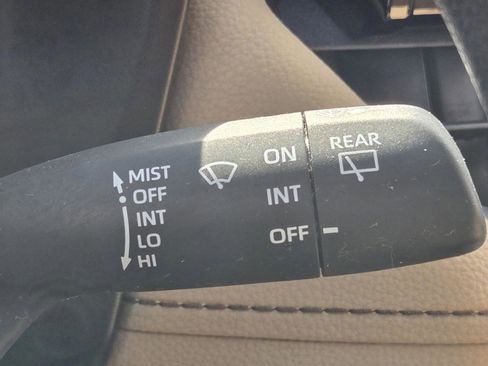 MIST
OFF
INT
LO
HI
ON
INT
OFF
REAR